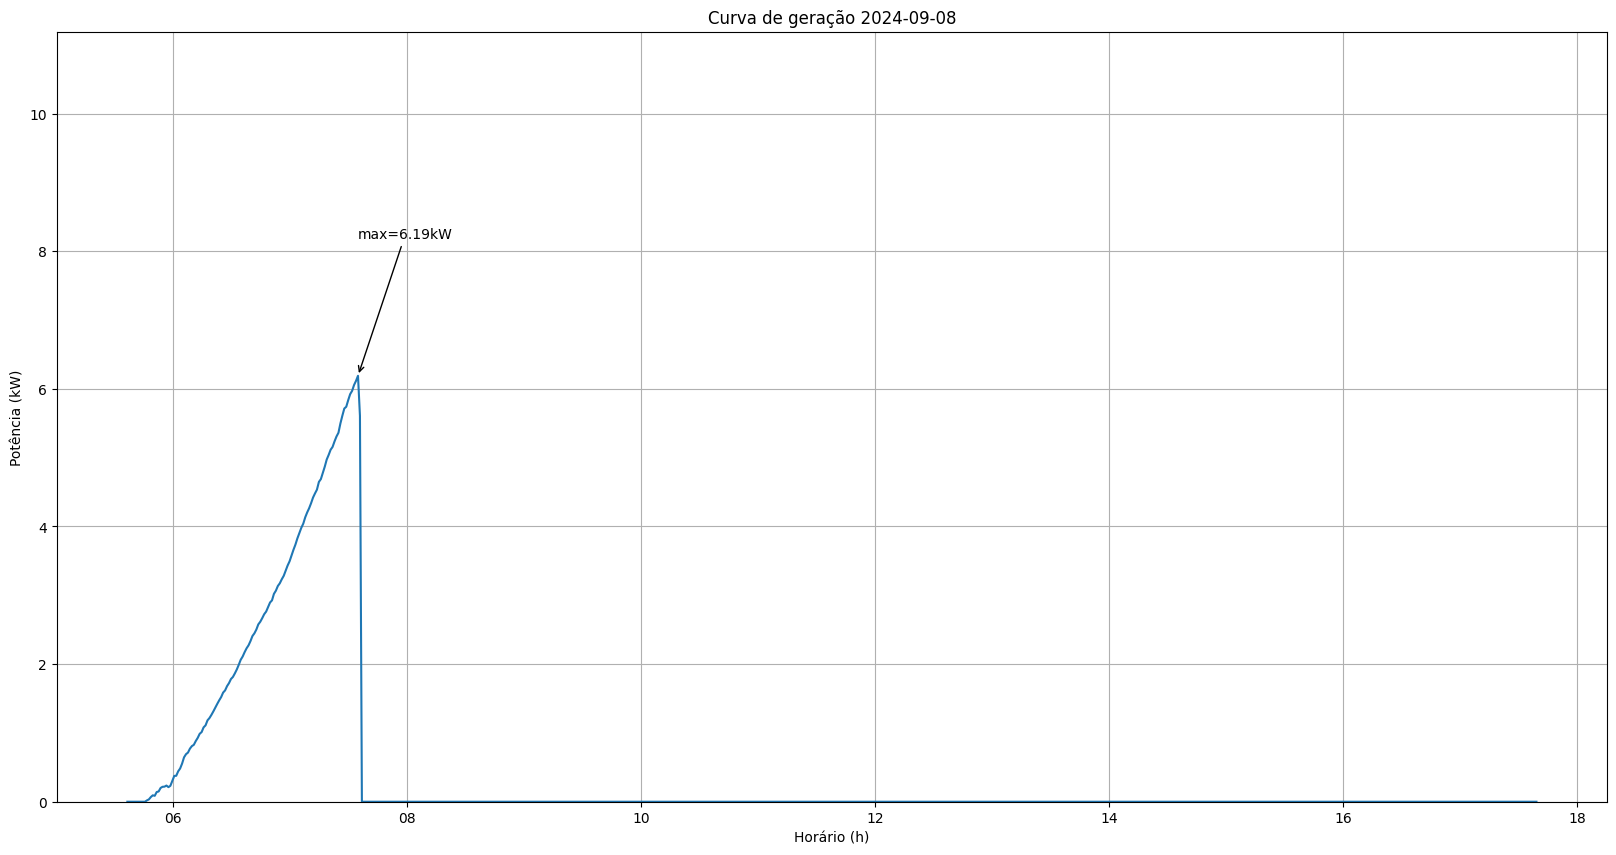 Curva de geração 2024-09-08
10
8
6
4
2
0
max=6.19kW
Potência (kW)
06 08 10 12 14 16 18
Horário (h)